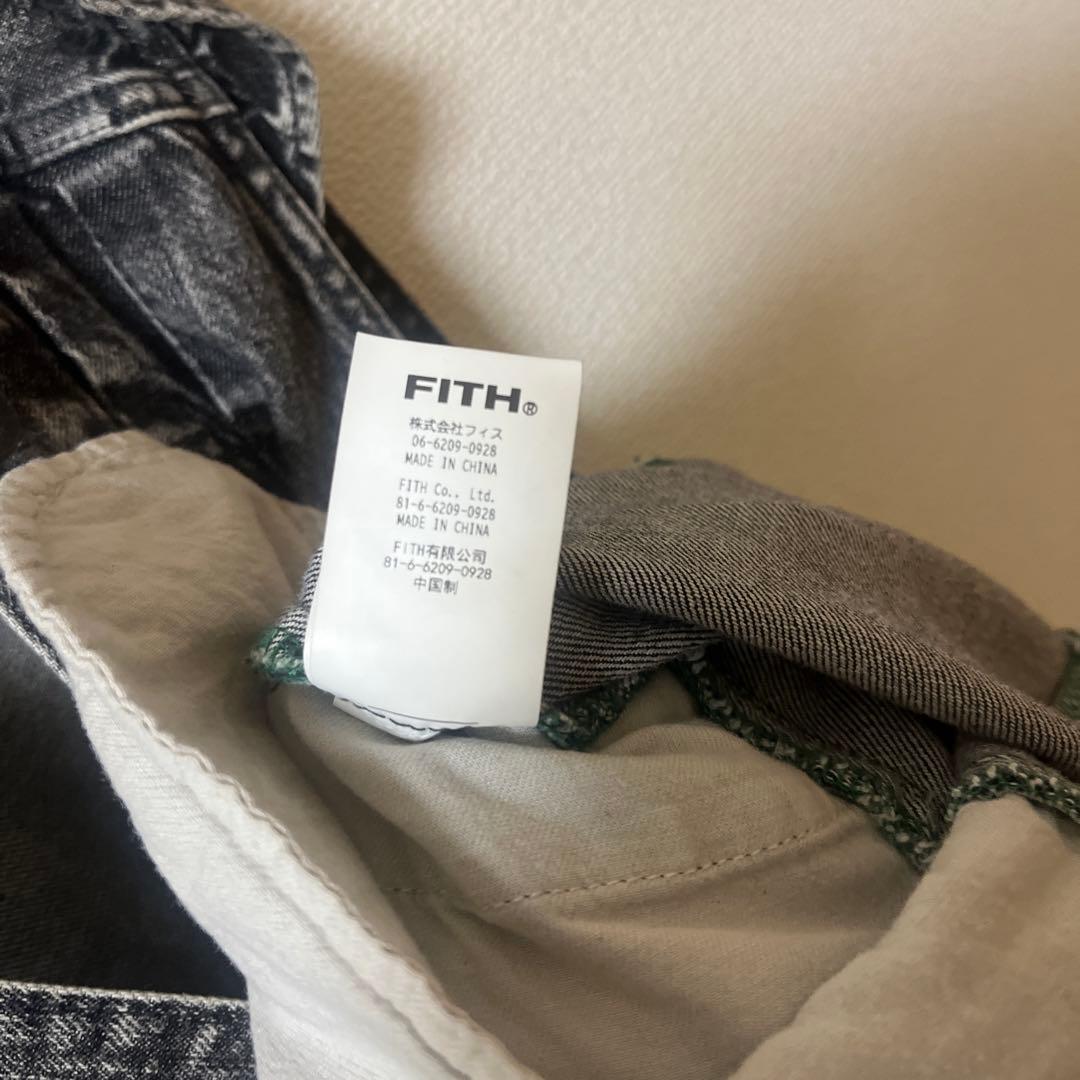 FITH®
株式会社フィス
06-6209-0928
MADE IN CHINA
FITH Co., Ltd.
81-6-6209-0928
MADE IN CHINA
FITH有限公司
81-6-6209-0928
中国制